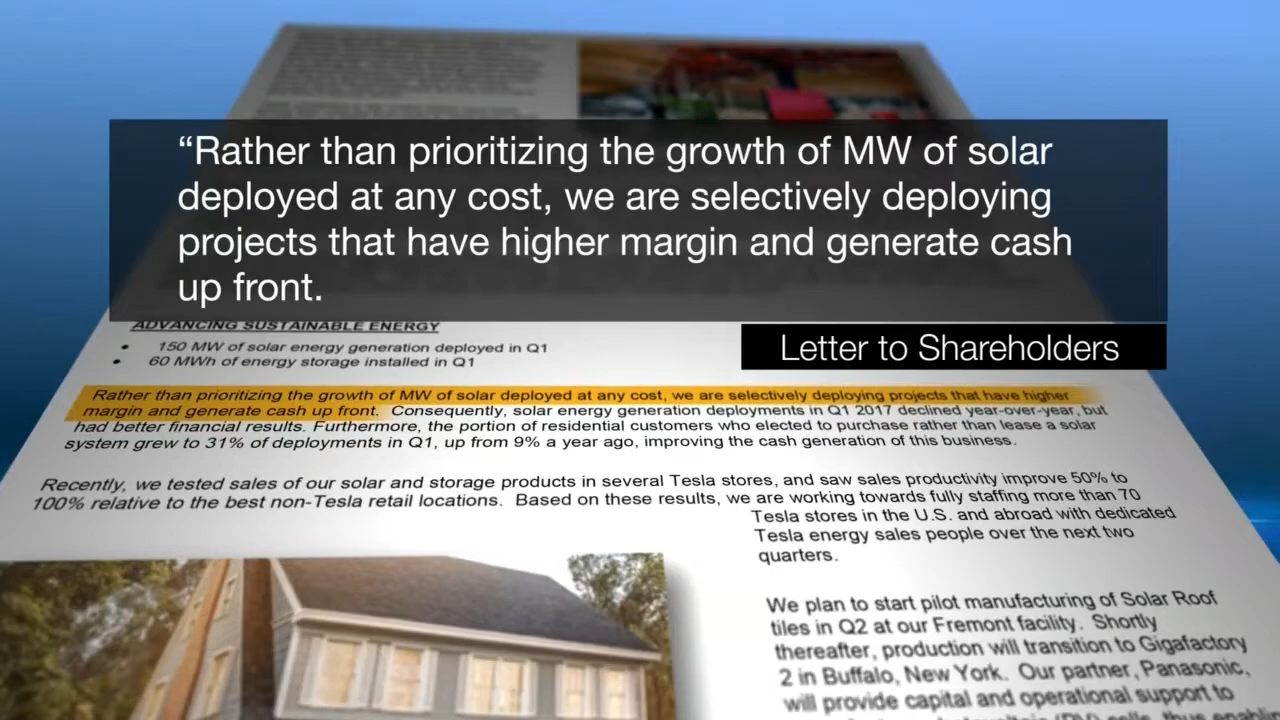 “Rather than prioritizing the growth of MW of solar
deployed at any cost, we are selectively deploying
projects that have higher margin and generate cash
up front.
Letter to Shareholders
ADVANCING SUSTAINABLE ENERGY
• 150 MW of solar energy generation deployed in Q1
• 60 MWh of energy storage installed in Q1
Rather than prioritizing the growth of MW of solar deployed at any cost, we are selectively deploying projects that have higher
margin and generate cash up front. Consequently, solar energy generation deployments in Q1 2017 declined year-over-year, but
had better financial results. Furthermore, the portion of residential customers who elected to purchase rather than lease a solar
system grew to 31% of deployments in Q1, up from 9% a year ago, improving the cash generation of this business.
Recently, we tested sales of our solar and storage products in several Tesla stores, and saw sales productivity improve 50% to
100% relative to the best non-Tesla retail locations. Based on these results, we are working towards fully staffing more than 70
Tesla stores in the U.S. and abroad with dedicated
Tesla energy sales people over the next two
quarters.
We plan to start pilot manufacturing of Solar Roof
tiles in Q2 at our Fremont facility. Shortly
thereafter, production will transition to Gigafactory
2 in Buffalo, New York. Our partner, Panasonic,
will provide capital and operational support to